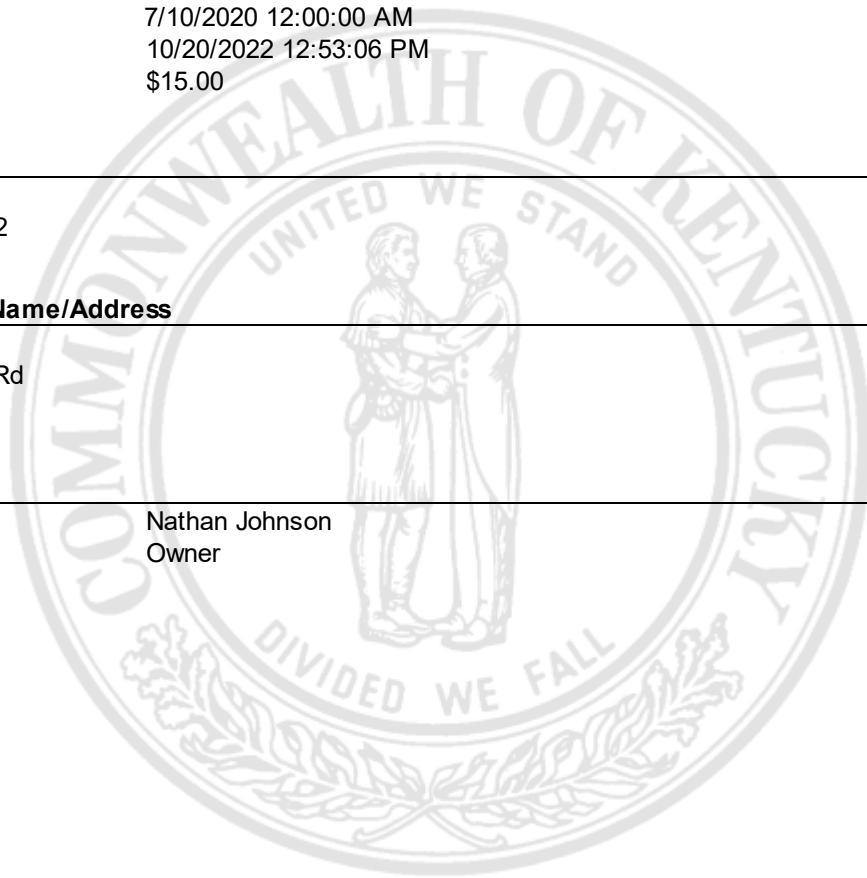 7/10/2020 12:00:00 AM
10/20/2022 12:53:06 PM
$15.00
2
Name/Address
Rd
Nathan Johnson
Owner
COMMONWEALTH OF KENTUCKY
UNITED WE STAND
DIVIDED WE FALL